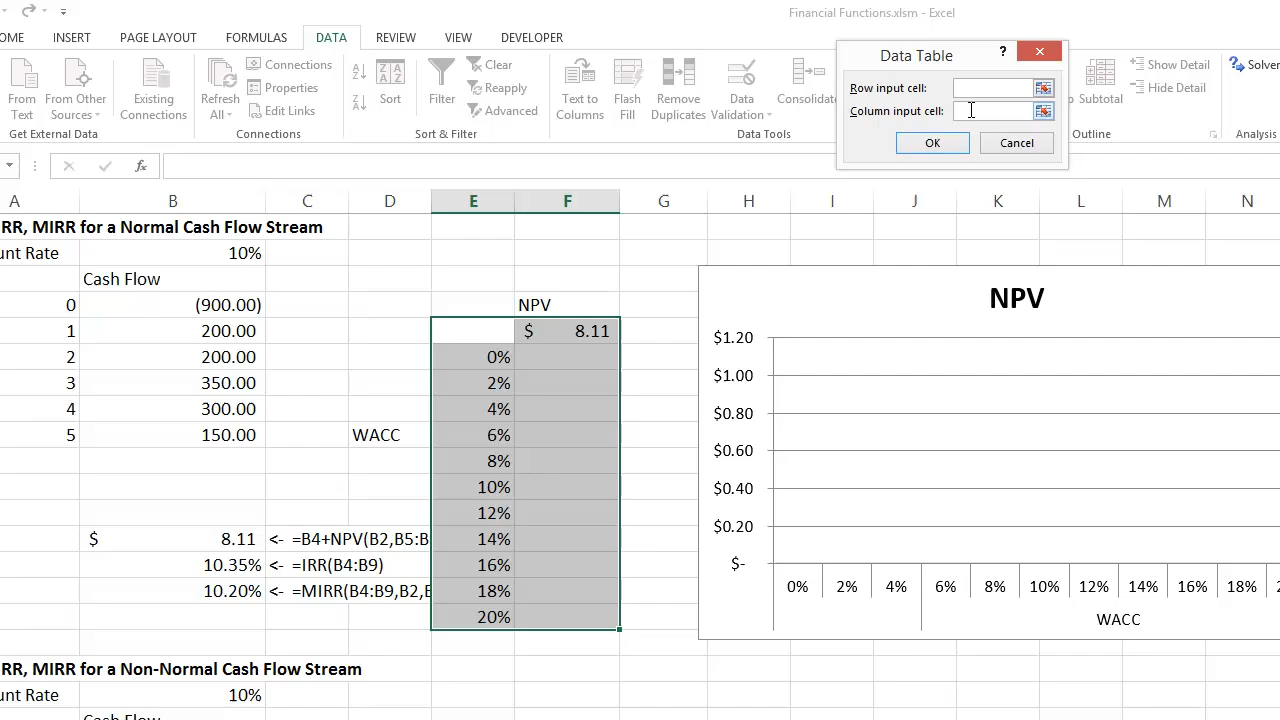 Financial Functions.xlsm - Excel
OME INSERT PAGE LAYOUT FORMULAS DATA REVIEW VIEW DEVELOPER
Data Table
?
Row input cell:
Column input cell:
OK Cancel
From Text
From Other Sources
Existing Connections
Get External Data
Refresh All
Connections
Properties
Edit Links
Connections
Sort
Filter
Clear
Reapply
Advanced
Sort & Filter
Text to Columns
Flash Fill
Remove Duplicates
Data Validation
Consolidate
Data Tools
Subtotal
Show Detail
Hide Detail
Outline
Solver
Analysis
fx
A B C D E F G H I J K L M N
RR, MIRR for a Normal Cash Flow Stream
unt Rate 10%
Cash Flow
0 (900.00) NPV
1 200.00 $ 8.11
2 200.00 0%
3 350.00 2%
4 300.00 4%
5 150.00 WACC 6%
8%
10%
12%
$ 8.11 <- =B4+NPV(B2,B5:B 14%
10.35% <- =IRR(B4:B9) 16%
10.20% <- =MIRR(B4:B9,B2,B 18%
20%
RR, MIRR for a Non-Normal Cash Flow Stream
unt Rate 10%
Cash Flow
NPV
$1.20
$1.00
$0.80
$0.60
$0.40
$0.20
$-
0% 2% 4% 6% 8% 10% 12% 14% 16% 18% 2
WACC